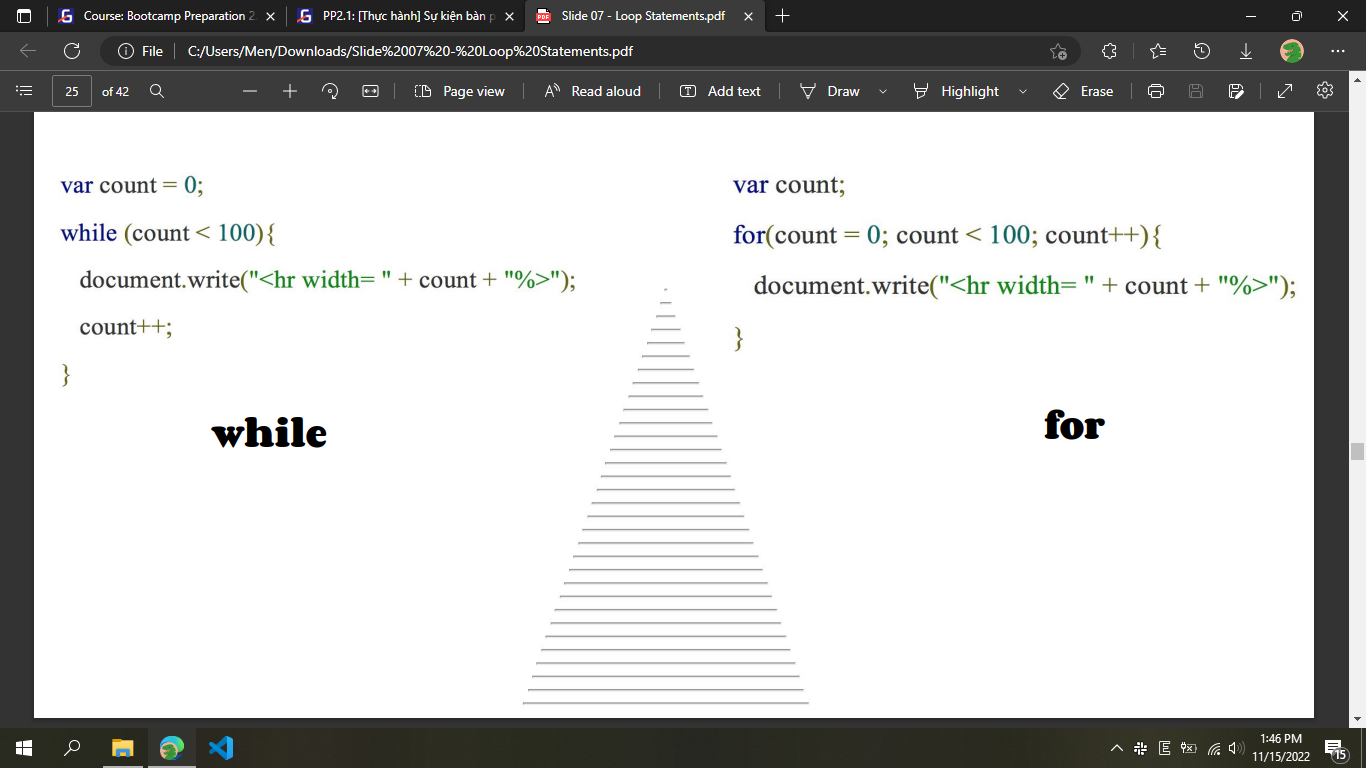 Course: Bootcamp Preparation 2.
PP2.1: [Thực hành] Sự kiện bàn p
Slide 07 - Loop Statements.pdf
File
C:/Users/Men/Downloads/Slide%2007%20-%20Loop%20Statements.pdf
25 of 42
Page view
Read aloud
Add text
Draw
Highlight
Erase
var count = 0;
while (count < 100){
document.write("<hr width= " + count + "%>");
count++;
}
while
var count;
for(count = 0; count < 100; count++){
document.write("<hr width= " + count + "%>");
}
for
1:46 PM
11/15/2022
15